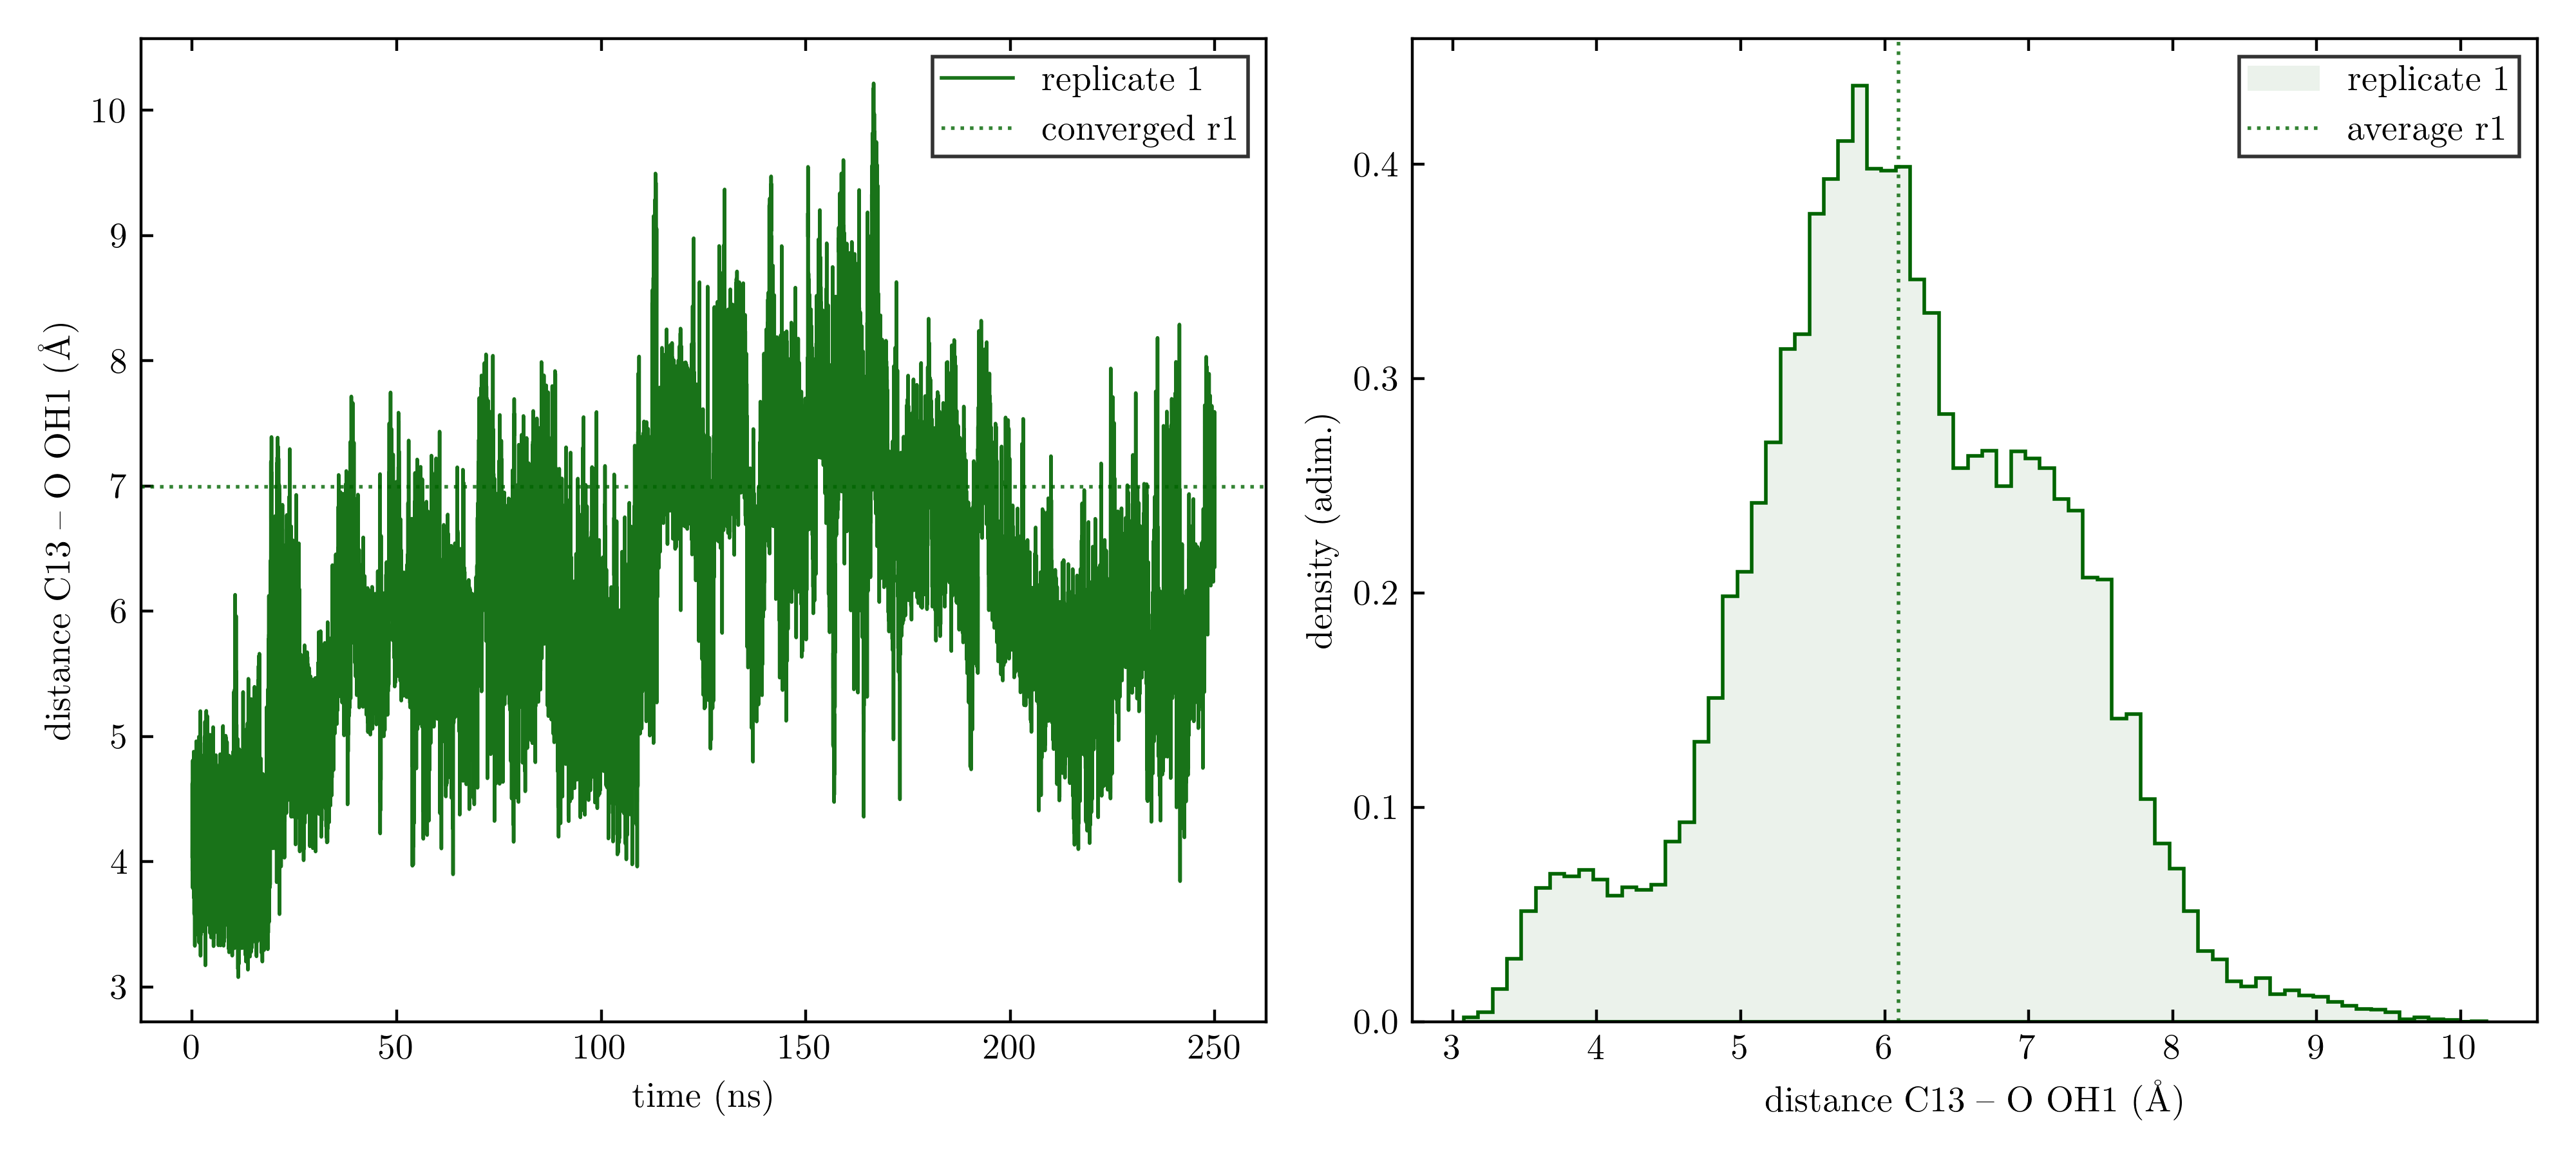 replicate 1
converged r1
10
9
8
7
6
5
4
3
distance C13 – O OH1 (Å)
0 50 100 150 200 250
time (ns)
replicate 1
average r1
0.4
0.3
0.2
0.1
0.0
density (adim.)
3 4 5 6 7 8 9 10
distance C13 – O OH1 (Å)